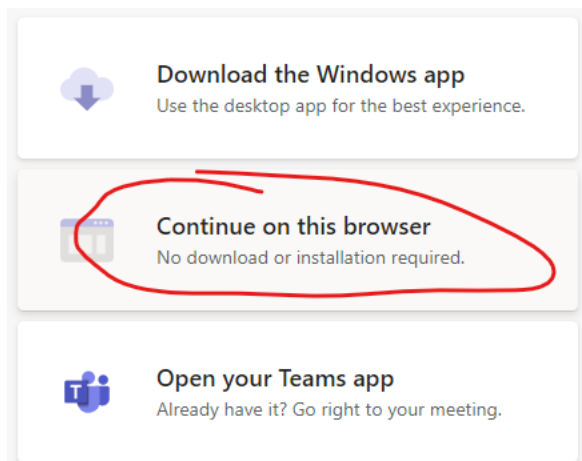 Download the Windows app
Use the desktop app for the best experience.
Continue on this browser
No download or installation required.
Open your Teams app
Already have it? Go right to your meeting.